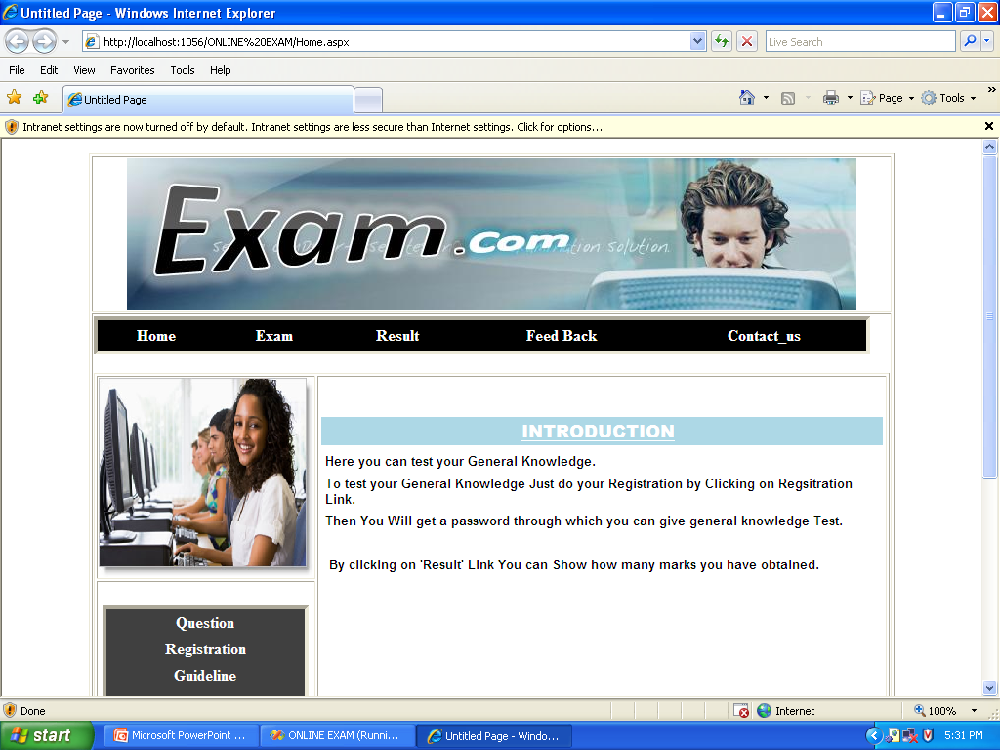 Untitled Page - Windows Internet Explorer
http://localhost:1056/ONLINE%20EXAM/Home.aspx
Live Search
File Edit View Favorites Tools Help
Untitled Page
Page Tools
Intranet settings are now turned off by default. Intranet settings are less secure than Internet settings. Click for options...
Exam.com
solution.
Home Exam Result Feed Back Contact_us
INTRODUCTION
Here you can test your General Knowledge.
To test your General Knowledge Just do your Registration by Clicking on Regsitration
Link.
Then You Will get a password through which you can give general knowledge Test.
By clicking on 'Result' Link You can Show how many marks you have obtained.
Question
Registration
Guideline
Done
Internet
100%
start
Microsoft PowerPoint ...
ONLINE EXAM (Runni...
Untitled Page - Windo...
5:31 PM